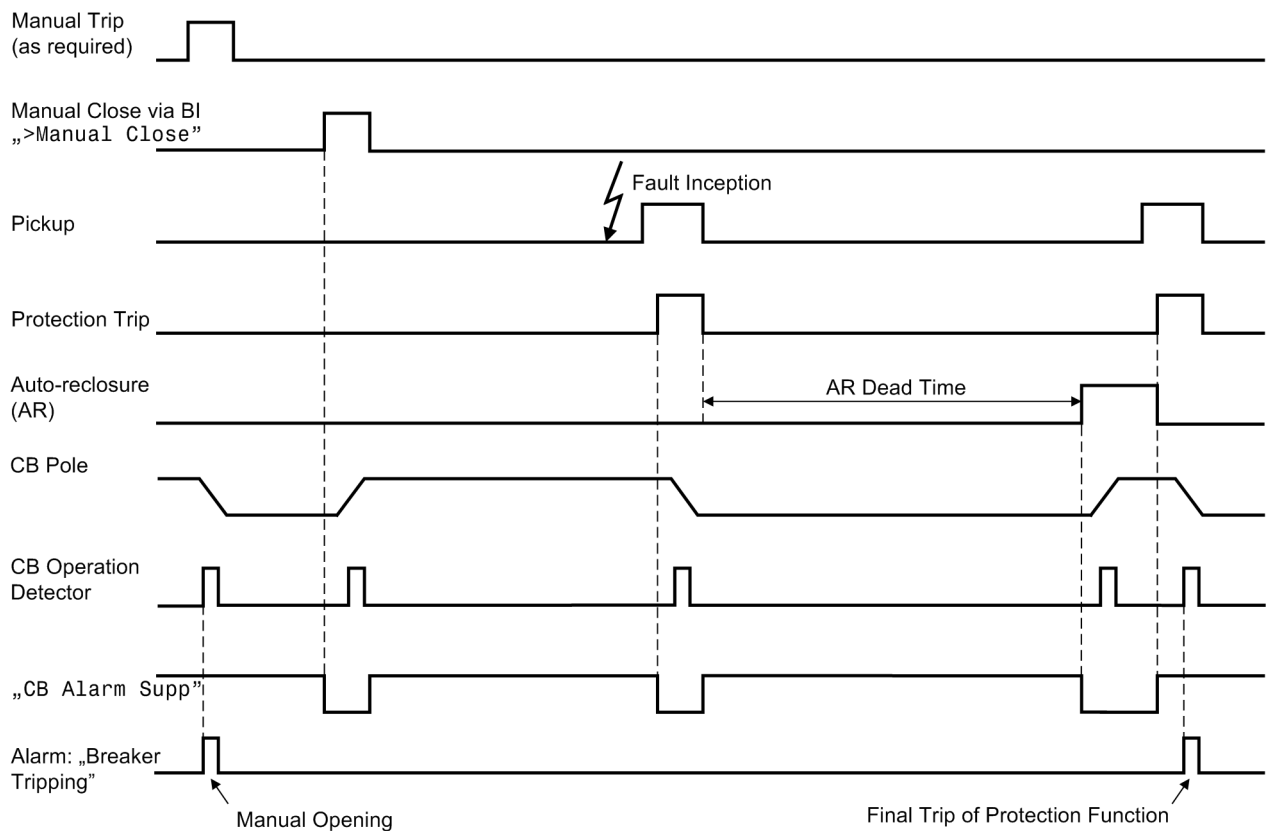 Manual Trip
(as required)
Manual Close via BI
„>Manual Close”
Fault Inception
Pickup
Protection Trip
Auto-reclosure
(AR)
AR Dead Time
CB Pole
CB Operation
Detector
„CB Alarm Supp”
Alarm: „Breaker
Tripping”
Manual Opening
Final Trip of Protection Function